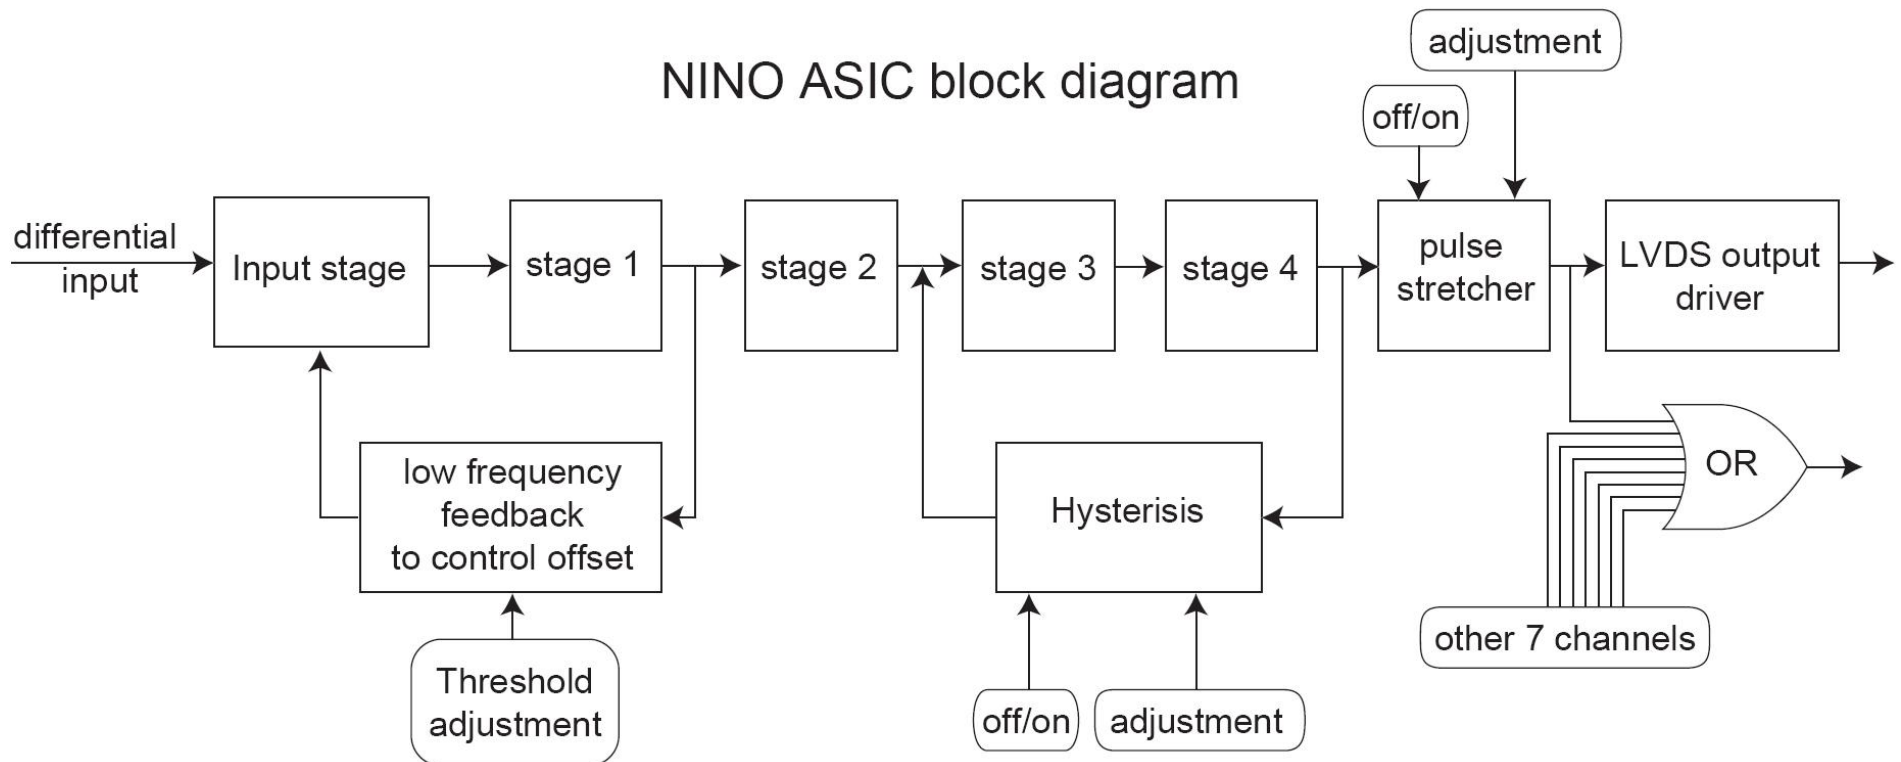 NINO ASIC block diagram
adjustment
off/on
differential
input
Input stage
stage 1
stage 2
stage 3
stage 4
pulse
stretcher
LVDS output
driver
low frequency
feedback
to control offset
Hysterisis
OR
Threshold
adjustment
off/on
adjustment
other 7 channels